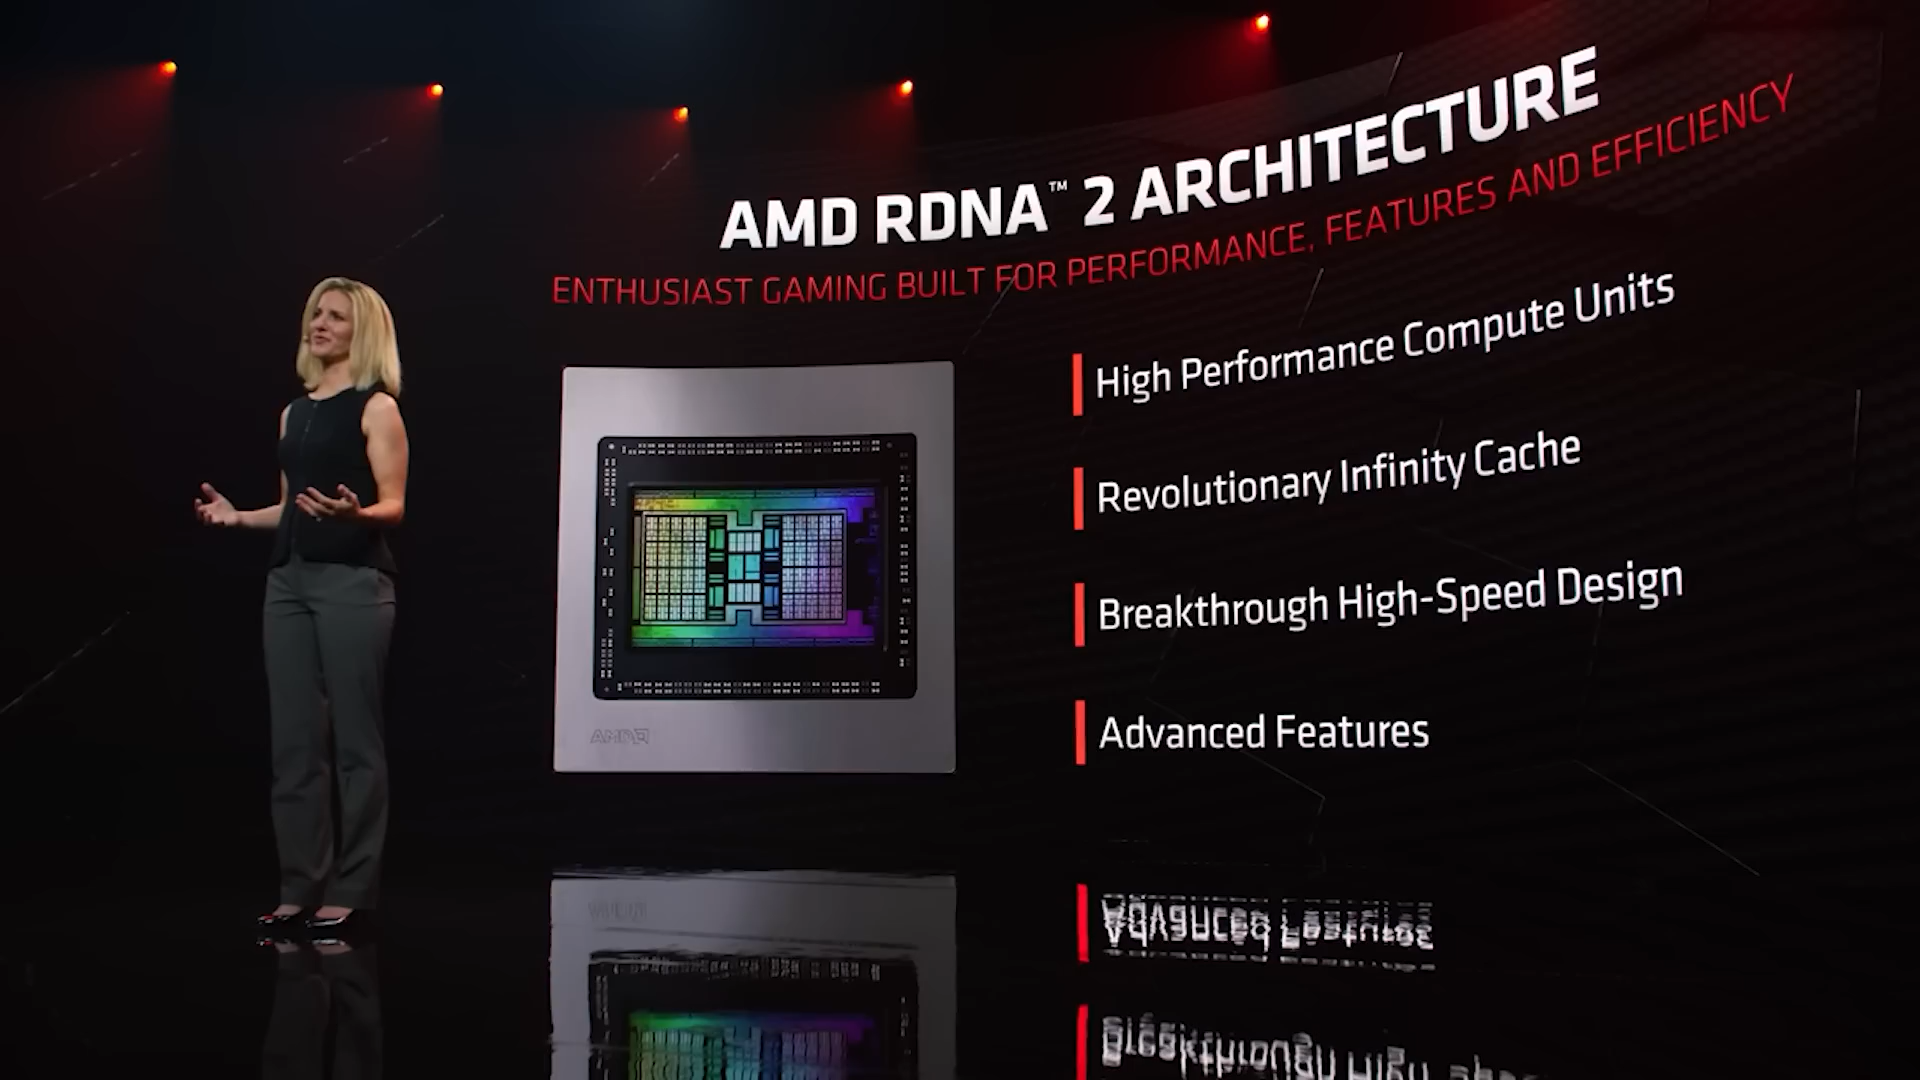 AMD RDNA™ 2 ARCHITECTURE
ENTHUSIAST GAMING BUILT FOR PERFORMANCE, FEATURES AND EFFICIENCY
High Performance Compute Units
Revolutionary Infinity Cache
Breakthrough High-Speed Design
Advanced Features
AMD